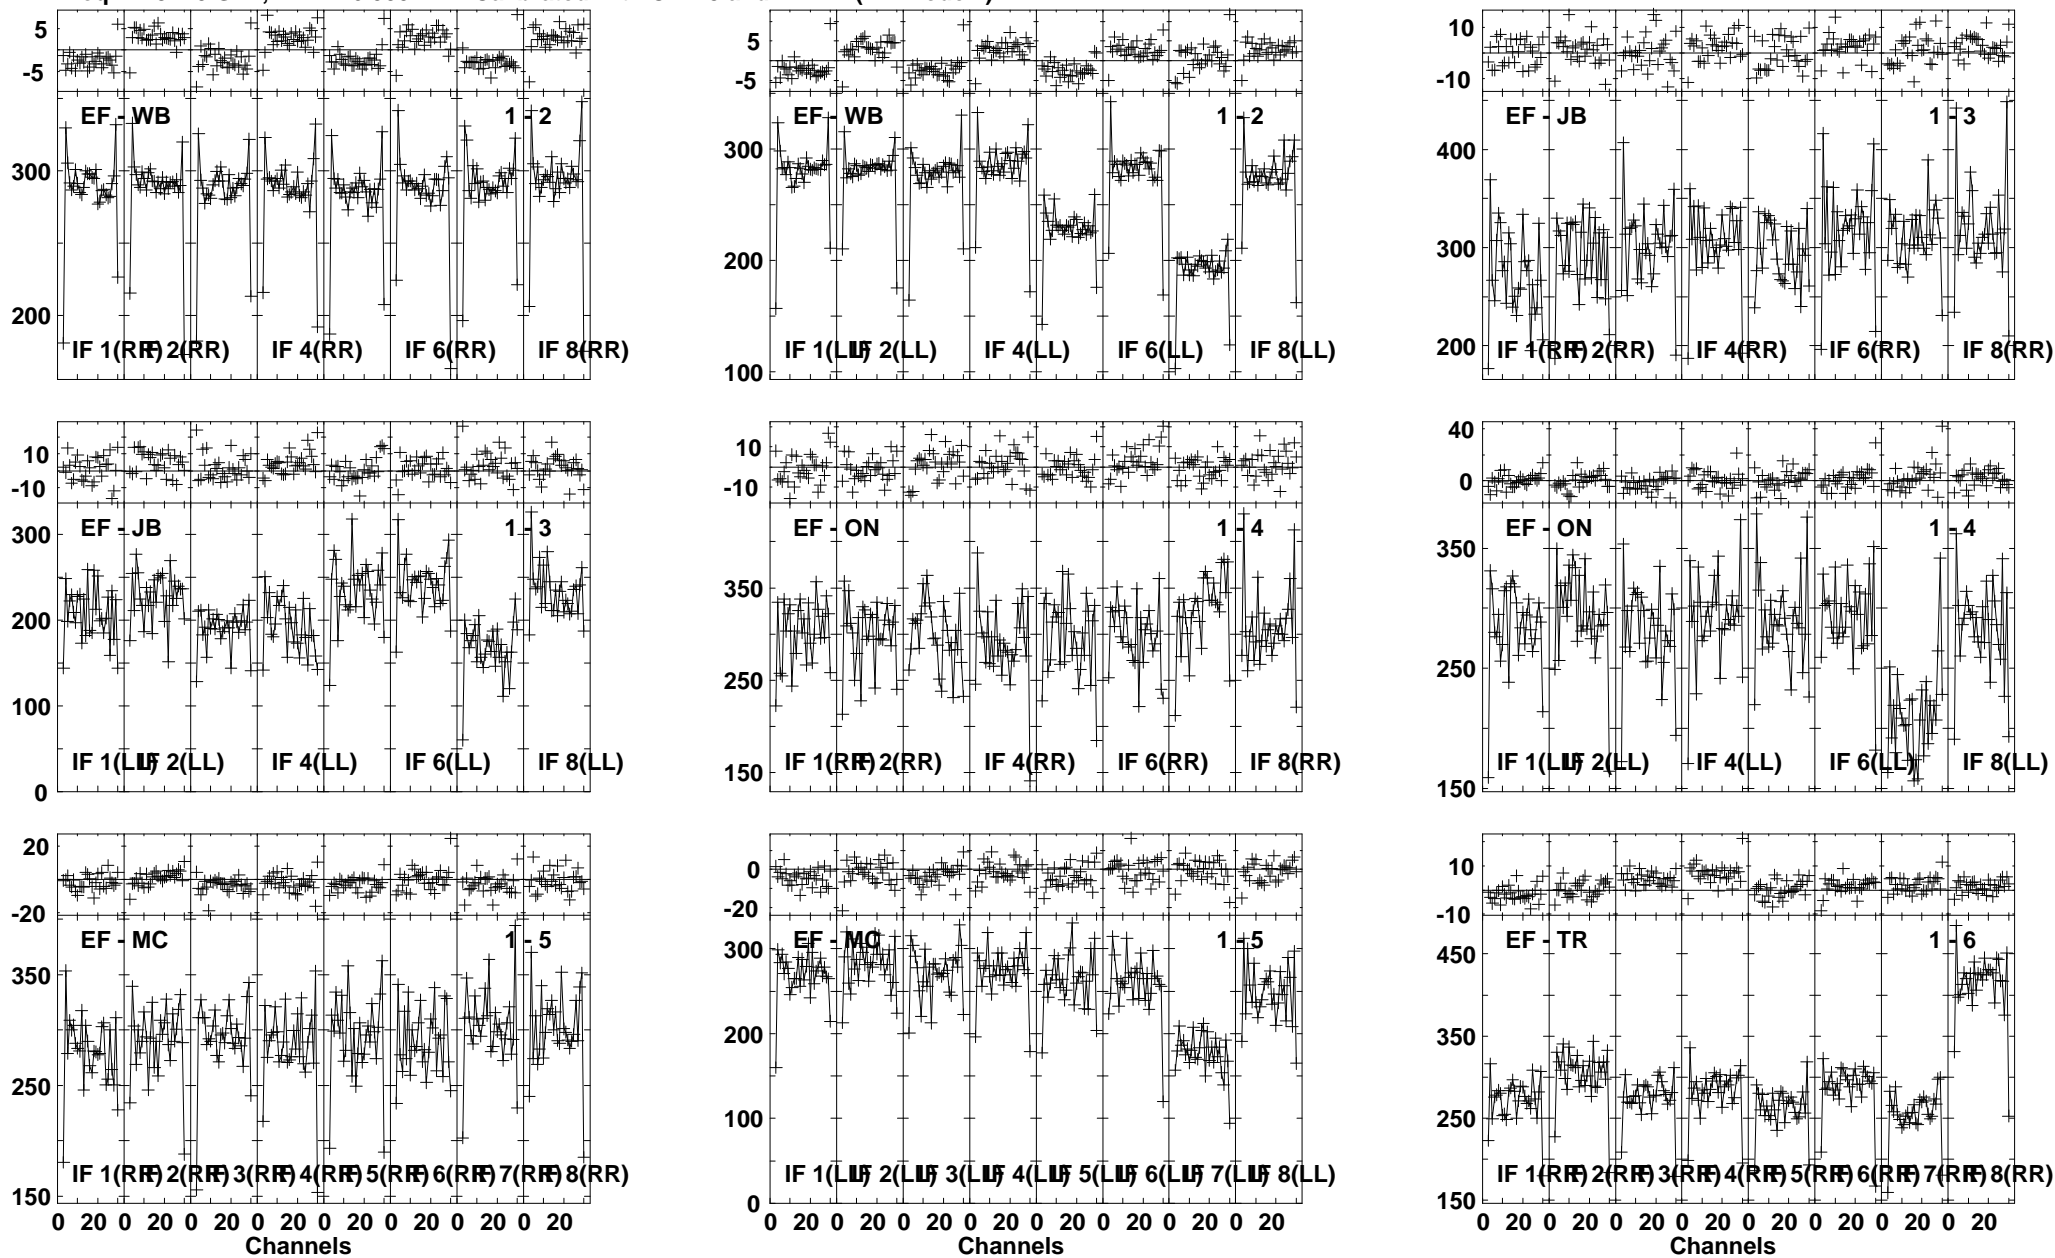 5
-5
EF - WB
1 - 2
300
200
IF 1(RR) IF 2(RR) IF 4(RR) IF 6(RR) IF 8(RR)
5
-5
EF - WB
1 - 2
300
200
100
IF 1(LL) IF 2(LL) IF 4(LL) IF 6(LL) IF 8(LL)
10
-10
EF - JB
1 - 3
400
300
200
IF 1(RR) IF 2(RR) IF 4(RR) IF 6(RR) IF 8(RR)
10
-10
EF - JB
1 - 3
300
200
100
0
IF 1(LL) IF 2(LL) IF 4(LL) IF 6(LL) IF 8(LL)
10
-10
EF - ON
1 - 4
350
250
150
IF 1(RR) IF 2(RR) IF 4(RR) IF 6(RR) IF 8(RR)
40
0
EF - ON
1 - 4
350
250
150
IF 1(LL) IF 2(LL) IF 4(LL) IF 6(LL) IF 8(LL)
20
-20
EF - MC
1 - 5
350
250
150
IF 1(RR) IF 2(RR) IF 3(RR) IF 4(RR) IF 5(RR) IF 6(RR) IF 7(RR) IF 8(RR)
0 20 0 20 0 20 0 20 0 20 0 20 0 20 0 20
Channels
0
-20
EF - MC
1 - 5
300
200
100
0
IF 1(LL) IF 2(LL) IF 3(LL) IF 4(LL) IF 5(LL) IF 6(LL) IF 7(LL) IF 8(LL)
0 20 0 20 0 20 0 20 0 20 0 20 0 20 0 20
Channels
10
-10
EF - TR
1 - 6
450
350
250
150
IF 1(RR) IF 2(RR) IF 3(RR) IF 4(RR) IF 5(RR) IF 6(RR) IF 7(RR) IF 8(RR)
0 20 0 20 0 20 0 20 0 20 0 20 0 20 0 20
Channels